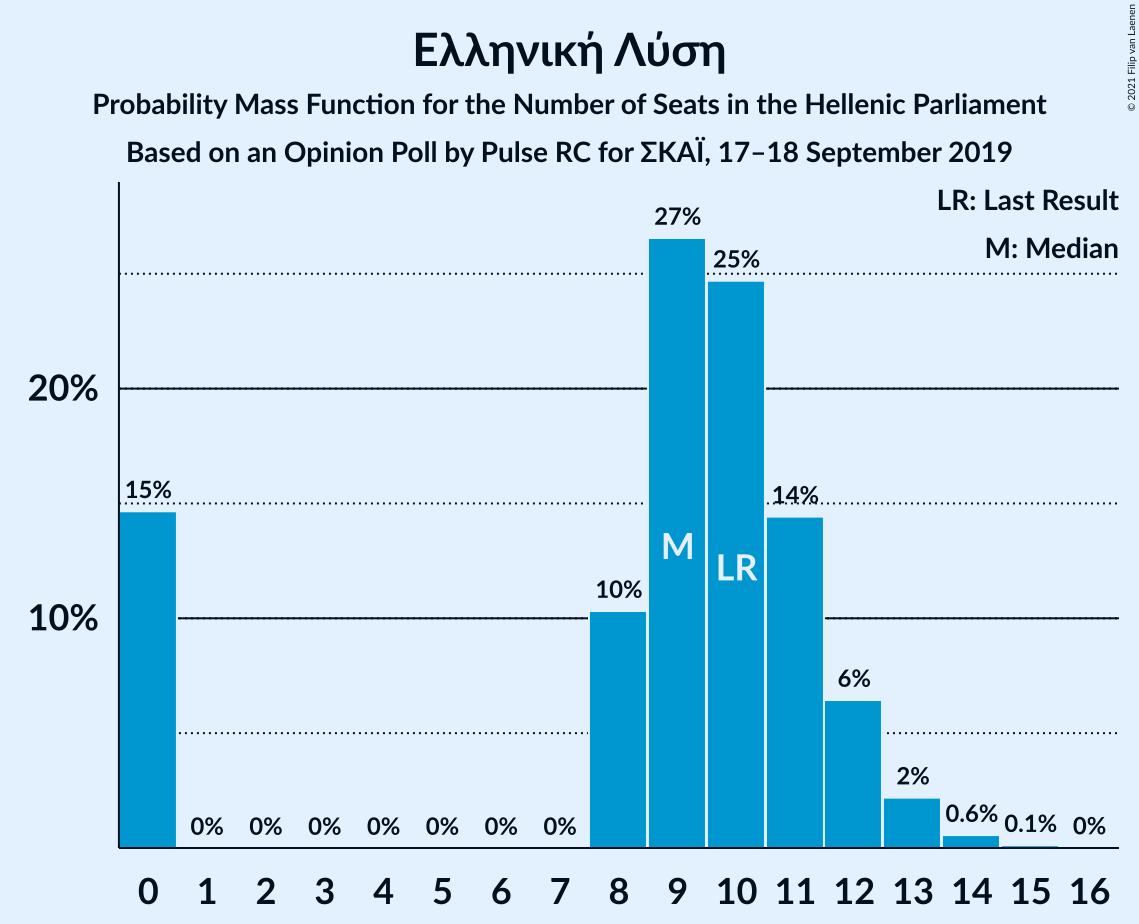 Ελληνική Λύση
Probability Mass Function for the Number of Seats in the Hellenic Parliament
Based on an Opinion Poll by Pulse RC for ΣΚΑΪ, 17–18 September 2019
© 2021 Filip van Laenen
LR: Last Result
M: Median
27%
25%
20%
15%
14%
M
LR
10%
10%
6%
2%
0.6%
0.1%
0%
0%
0%
0%
0%
0%
0%
0%
0 1 2 3 4 5 6 7 8 9 10 11 12 13 14 15 16